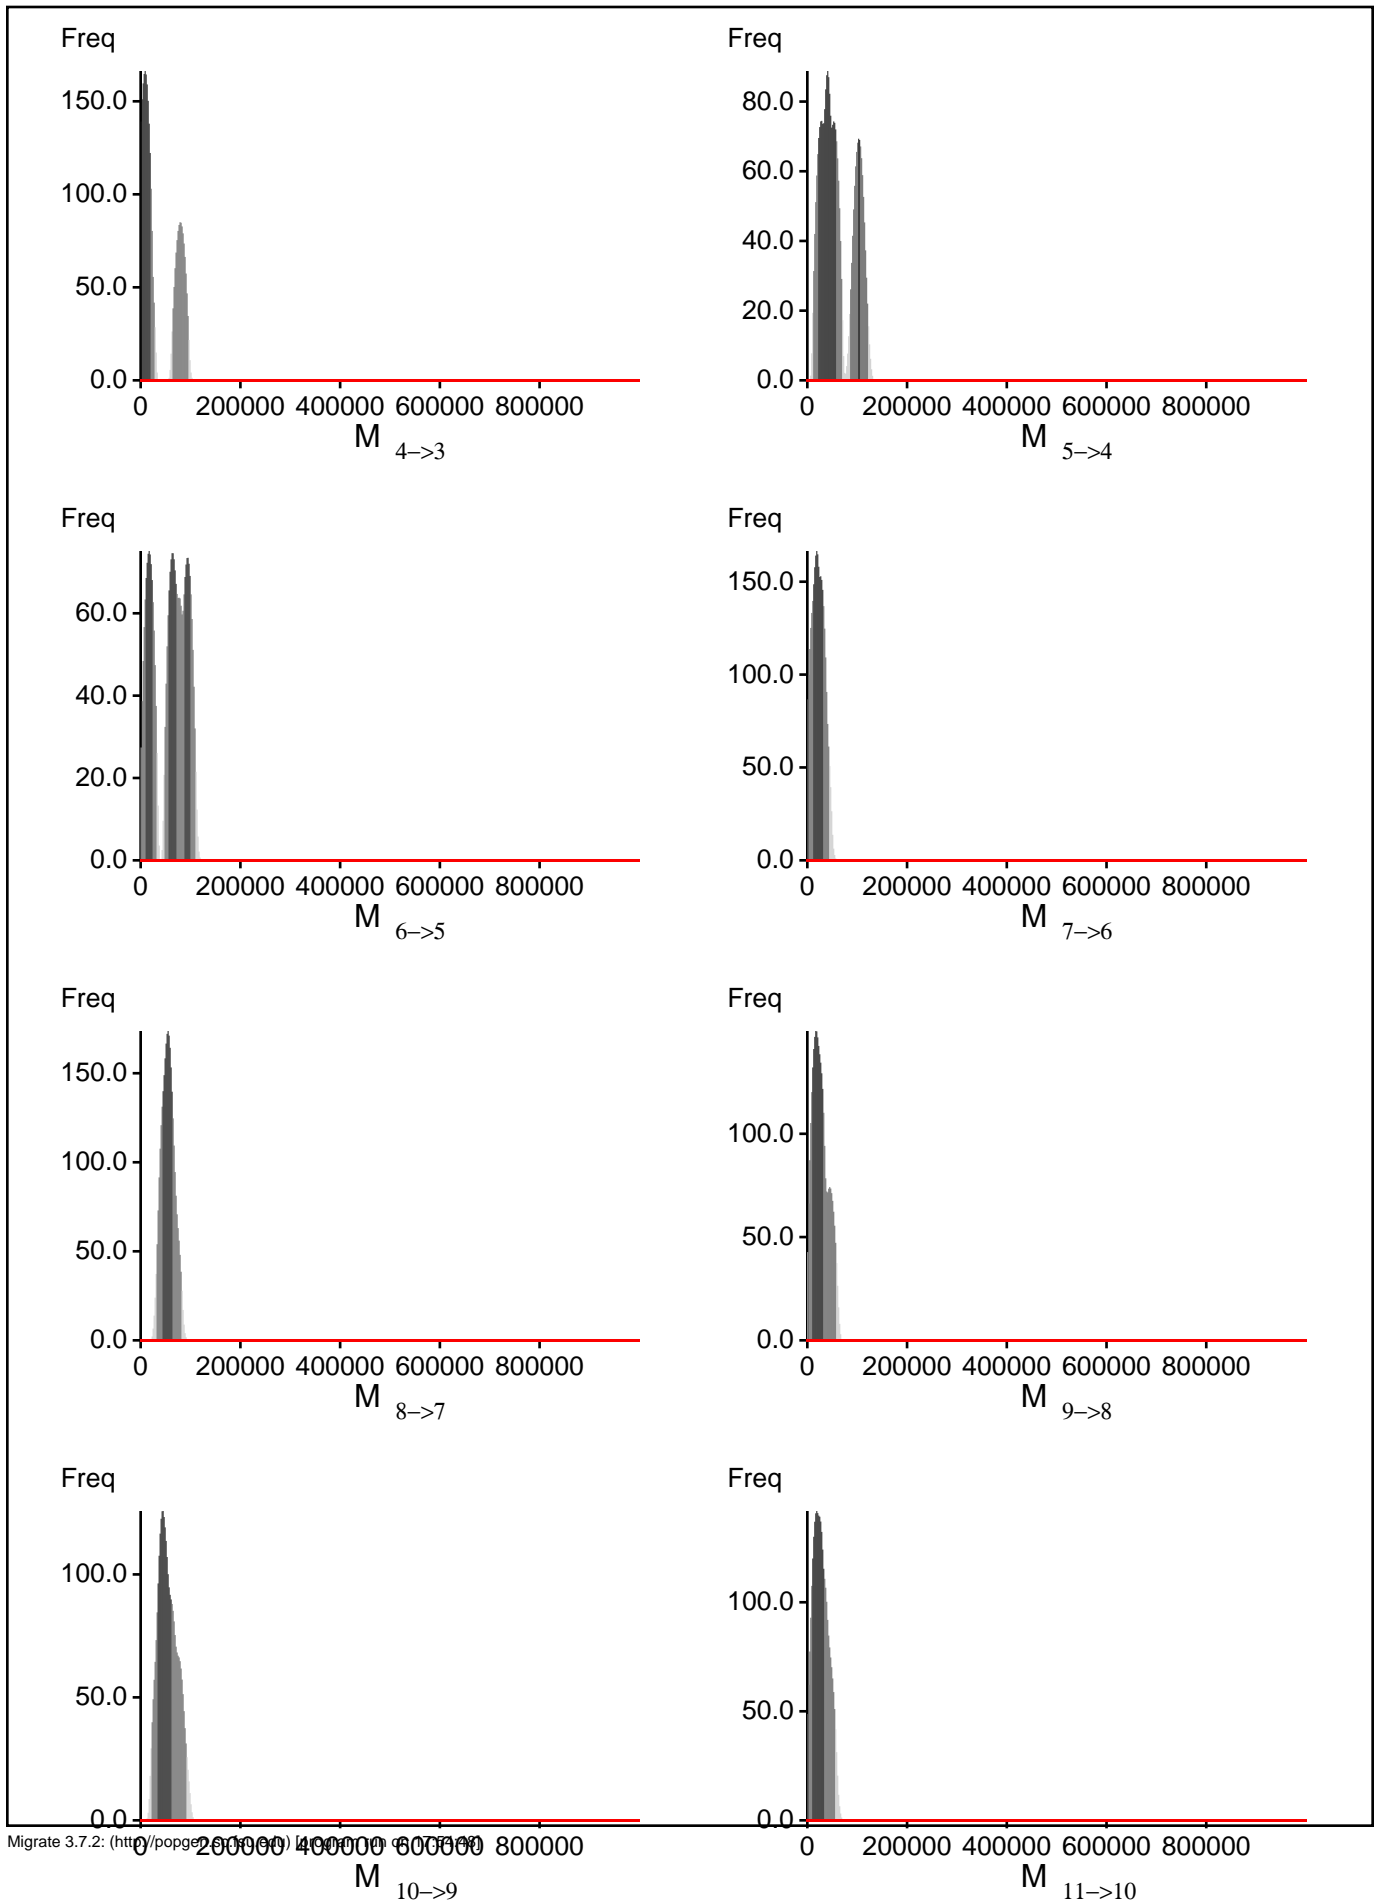 Freq Freq
150.0 80.0
100.0 60.0
50.0 40.0
0.0 20.0
0.0
0 200000 400000 600000 800000 0 200000 400000 600000 800000
M 4−>3 M 5−>4
Freq Freq
60.0 150.0
40.0 100.0
20.0 50.0
0.0 0.0
0 200000 400000 600000 800000 0 200000 400000 600000 800000
M 6−>5 M 7−>6
Freq Freq
150.0 100.0
100.0 50.0
50.0 0.0
0.0
0 200000 400000 600000 800000 0 200000 400000 600000 800000
M 8−>7 M 9−>8
Freq Freq
100.0 100.0
50.0 50.0
0.0 0.0
Migrate 3.7.2: (http://popgen.sc.fsu.edu) [program run on 17:54:48]
0 200000 400000 600000 800000 0 200000 400000 600000 800000
M 10−>9 M 11−>10